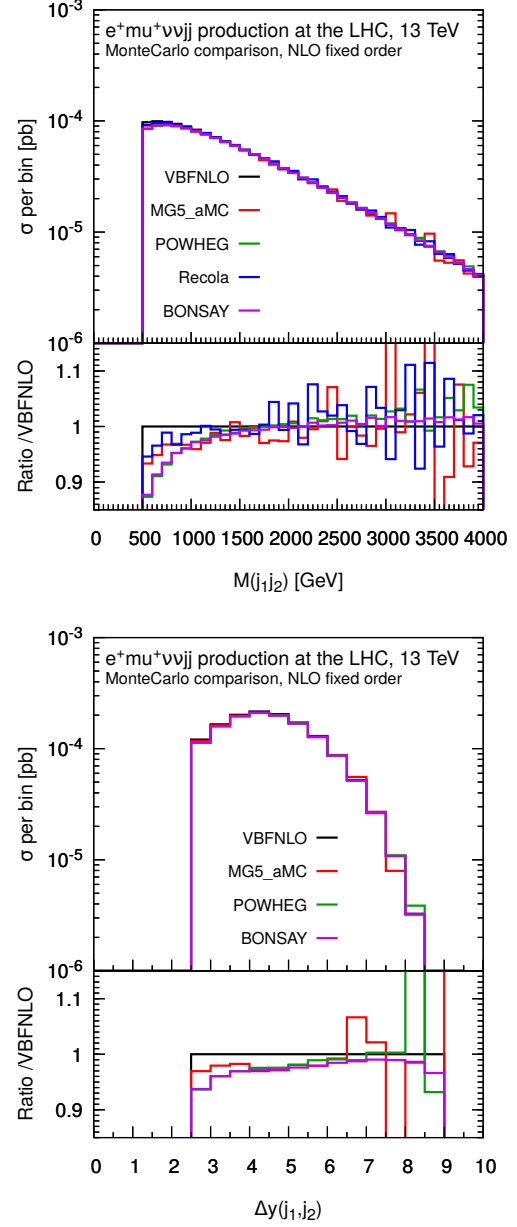 10⁻³
e⁺mu⁺ννjj production at the LHC, 13 TeV
MonteCarlo comparison, NLO fixed order
10⁻⁴
σ per bin [pb]
VBFNLO
MG5_aMC
10⁻⁵
POWHEG
Recola
BONSAY
10⁻⁶
1.1
Ratio /VBFNLO
1
0.9
0 500 1000 1500 2000 2500 3000 3500 4000
M(j₁j₂) [GeV]
10⁻³
e⁺mu⁺ννjj production at the LHC, 13 TeV
MonteCarlo comparison, NLO fixed order
10⁻⁴
σ per bin [pb]
VBFNLO
MG5_aMC
10⁻⁵
POWHEG
BONSAY
10⁻⁶
1.1
Ratio /VBFNLO
1
0.9
0 1 2 3 4 5 6 7 8 9 10
Δy(j₁,j₂)